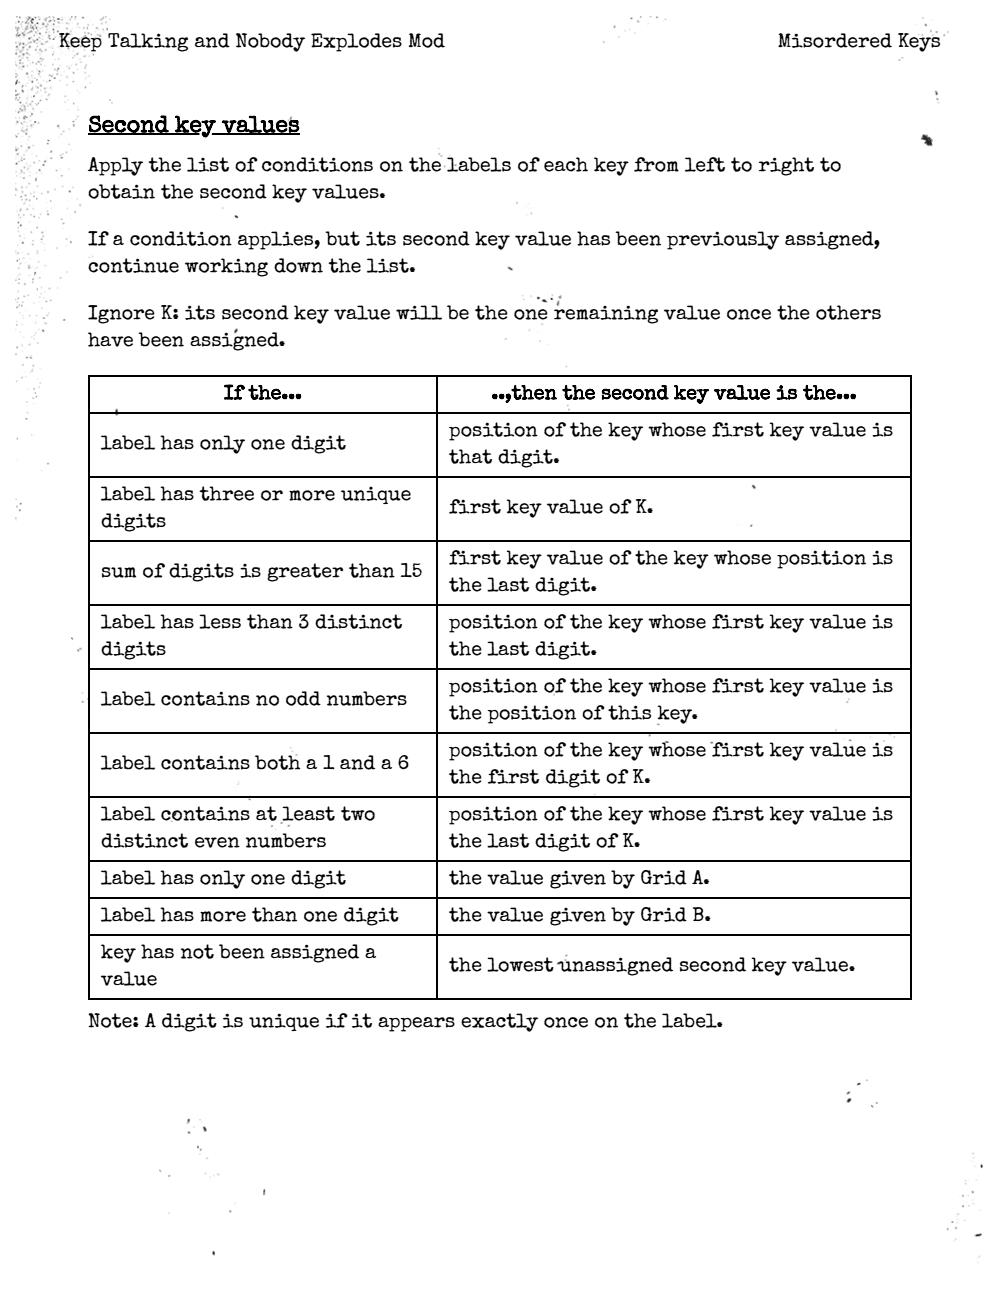 Keep Talking and Nobody Explodes Mod
Misordered Keys
Second key values
Apply the list of conditions on the labels of each key from left to right to
obtain the second key values.
If a condition applies, but its second key value has been previously assigned,
continue working down the list.
Ignore K: its second key value will be the one remaining value once the others
have been assigned.
If the...
..,then the second key value is the...
label has only one digit
position of the key whose first key value is
that digit.
label has three or more unique
digits
first key value of K.
sum of digits is greater than 15
first key value of the key whose position is
the last digit.
label has less than 3 distinct
digits
position of the key whose first key value is
the last digit.
label contains no odd numbers
position of the key whose first key value is
the position of this key.
label contains both a 1 and a 6
position of the key whose first key value is
the first digit of K.
label contains at least two
distinct even numbers
position of the key whose first key value is
the last digit of K.
label has only one digit
the value given by Grid A.
label has more than one digit
the value given by Grid B.
key has not been assigned a
value
the lowest unassigned second key value.
Note: A digit is unique if it appears exactly once on the label.